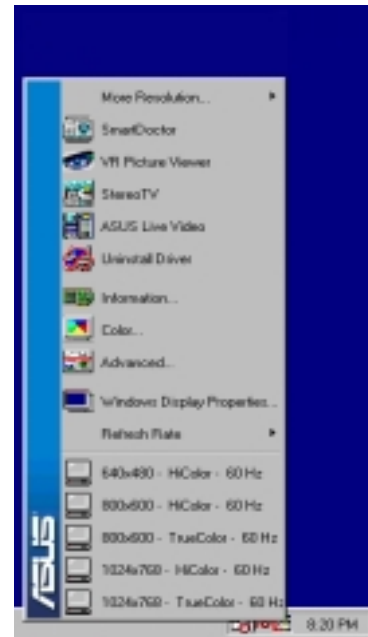 More Resolution...
SmartDoctor
VR Picture Viewer
StereoTV
ASUS Live Video
Uninstall Driver
Information...
Color...
Advanced...
Windows Display Properties...
Refresh Rate
640x480 - HiColor - 60 Hz
800x600 - HiColor - 60 Hz
800x600 - TrueColor - 60 Hz
1024x768 - HiColor - 60 Hz
1024x768 - TrueColor - 60 Hz
ASUS
8:20 PM